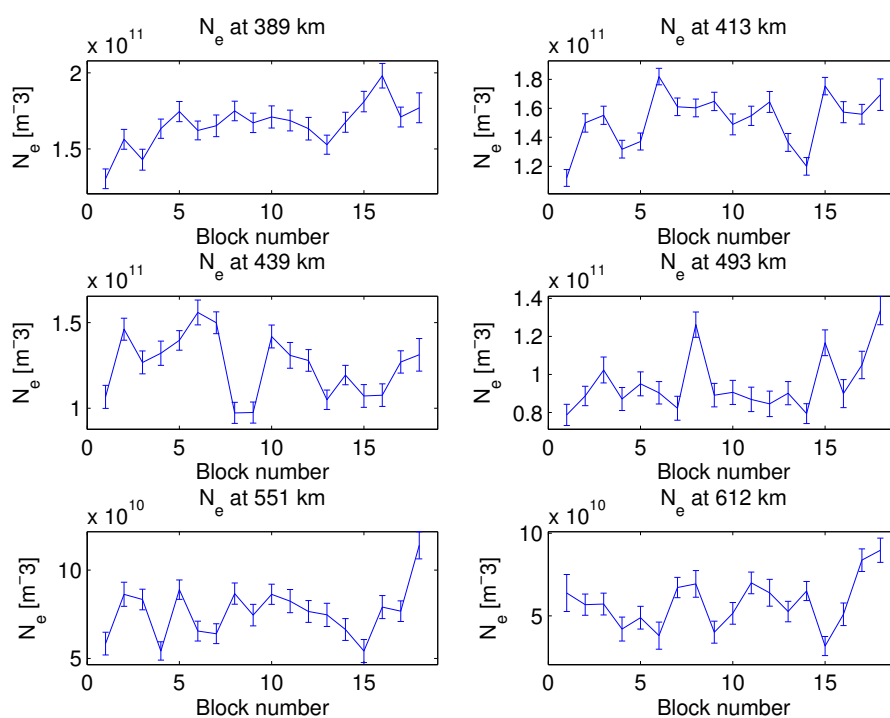 N_e at 389 km
x 10^11
N_e [m^-3]
2
1.5
0 5 10 15
Block number
N_e at 413 km
x 10^11
N_e [m^-3]
1.8
1.6
1.4
1.2
0 5 10 15
Block number
N_e at 439 km
x 10^11
N_e [m^-3]
1.5
1
0 5 10 15
Block number
N_e at 493 km
x 10^11
N_e [m^-3]
1.4
1.2
1
0.8
0 5 10 15
Block number
N_e at 551 km
x 10^10
N_e [m^-3]
10
5
0 5 10 15
Block number
N_e at 612 km
x 10^10
N_e [m^-3]
10
5
0 5 10 15
Block number